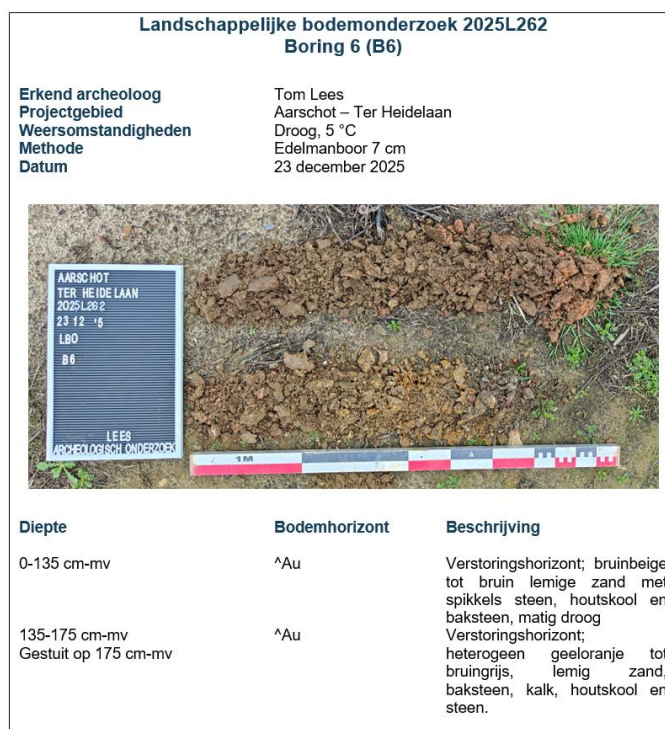 Landschappelijke bodemonderzoek 2025L262
Boring 6 (B6)
Erkend archeoloog Tom Lees
Projectgebied Aarschot – Ter Heidelaan
Weersomstandigheden Droog, 5 °C
Methode Edelmanboor 7 cm
Datum 23 december 2025
AARSCHOT
TER HEIDELAAN
2025L262
23 12 '5
LBO
B6
LEES
ARCHEOLOGISCH ONDERZOEK
1M
A
Diepte Bodemhorizont Beschrijving
0-135 cm-mv ^Au Verstoringshorizont; bruinbeige
tot bruin lemige zand met
spikkels steen, houtskool en
baksteen, matig droog
135-175 cm-mv ^Au Verstoringshorizont;
Gestuit op 175 cm-mv heterogeen geeloranje tot
bruingrijs, lemig zand,
baksteen, kalk, houtskool en
steen.